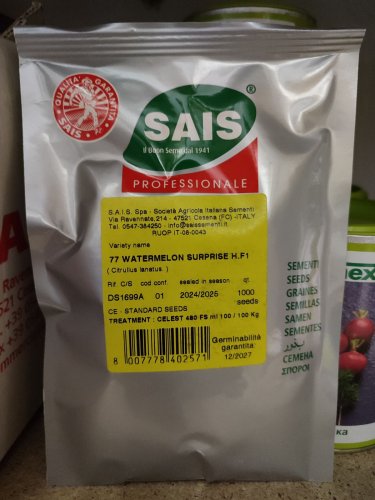 QUALITA' GARANTITA
SAIS
SAIS
®
Il Buon Seme dal 1941
PROFESSIONALE
S.A.I.S. Spa - Società Agricola Italiana Sementi
Via Ravennate, 214 - 47521 Cesena (FC) -ITALY
Tel. 0547-384250 - info@saissementi.it
RUOP IT-08-0043
Variety name
77 WATERMELON SURPRISE H.F1
( Citrullus lanatus )
Rif. C/S cod cont. sealed in season qt.
DS1699A 01 2024/2025 1000
seeds
CE - STANDARD SEEDS
TREATMENT : CELEST 480 FS ml 100 / 100 Kg
8 007778 402571
Germinabilità
garantita
12/2027
SEMENTI
SEEDS
GRAINES
SEMILLAS
SAMEN
SEMENTES
بذور
СЕМЕНА
ΣΠΟΡΟΙ